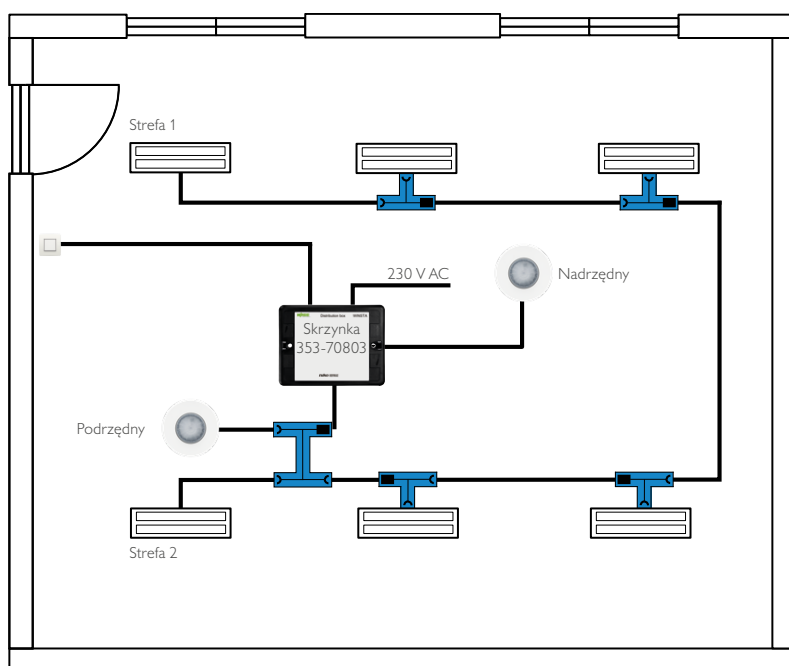 Strefa 1
230 V AC
Nadrzędny
Skrzynka
353-70803
Podrzędny
Strefa 2